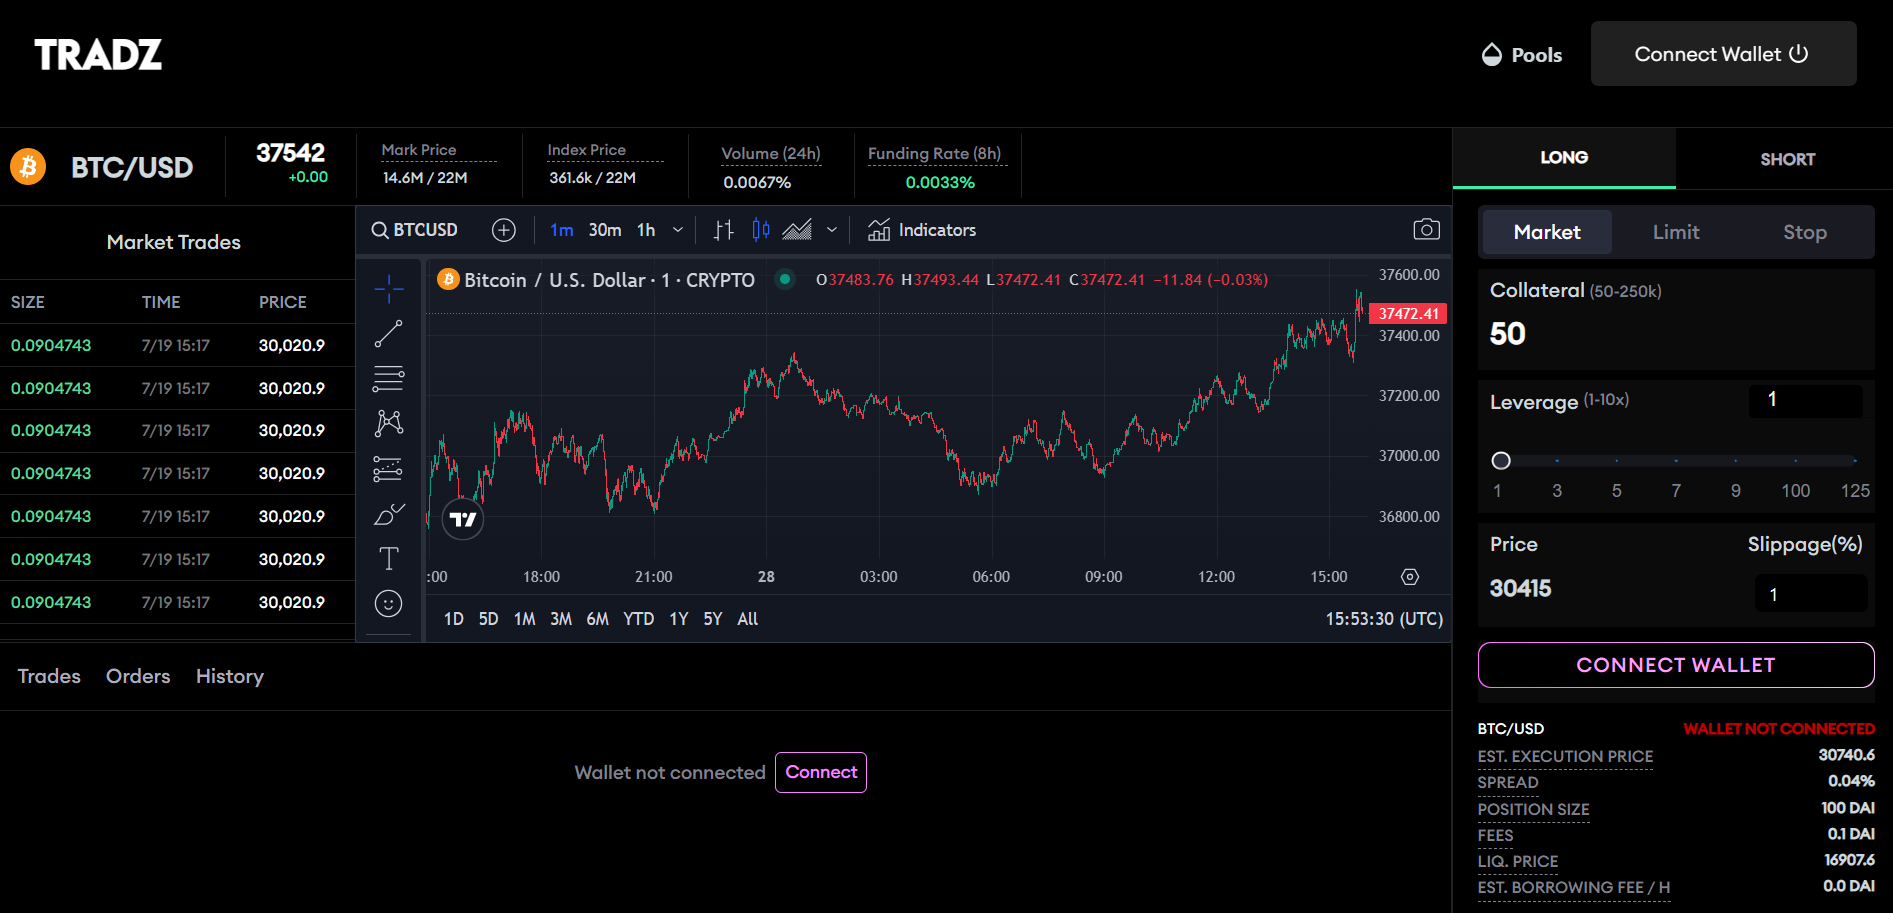 TRADZ
Pools
Connect Wallet
BTC/USD
37542
+0.00
Mark Price
14.6M / 22M
Index Price
361.6k / 22M
Volume (24h)
0.0067%
Funding Rate (8h)
0.0033%
LONG
SHORT
Market Trades
SIZE TIME PRICE
0.0904743 7/19 15:17 30,020.9
0.0904743 7/19 15:17 30,020.9
0.0904743 7/19 15:17 30,020.9
0.0904743 7/19 15:17 30,020.9
0.0904743 7/19 15:17 30,020.9
0.0904743 7/19 15:17 30,020.9
0.0904743 7/19 15:17 30,020.9
BTCUSD
1m 30m 1h
Indicators
Bitcoin / U.S. Dollar · 1 · CRYPTO
O37483.76 H37493.44 L37472.41 C37472.41 −11.84 (−0.03%)
37600.00
37472.41
37400.00
37200.00
37000.00
36800.00
:00 18:00 21:00 28 03:00 06:00 09:00 12:00 15:00
1D 5D 1M 3M 6M YTD 1Y 5Y All
15:53:30 (UTC)
Market Limit Stop
Collateral (50-250k)
50
Leverage (1-10x)
1
1 3 5 7 9 100 125
Price
Slippage(%)
30415
1
CONNECT WALLET
BTC/USD WALLET NOT CONNECTED
EST. EXECUTION PRICE 30740.6
SPREAD 0.04%
POSITION SIZE 100 DAI
FEES 0.1 DAI
LIQ. PRICE 16907.6
EST. BORROWING FEE / H 0.0 DAI
Trades Orders History
Wallet not connected Connect